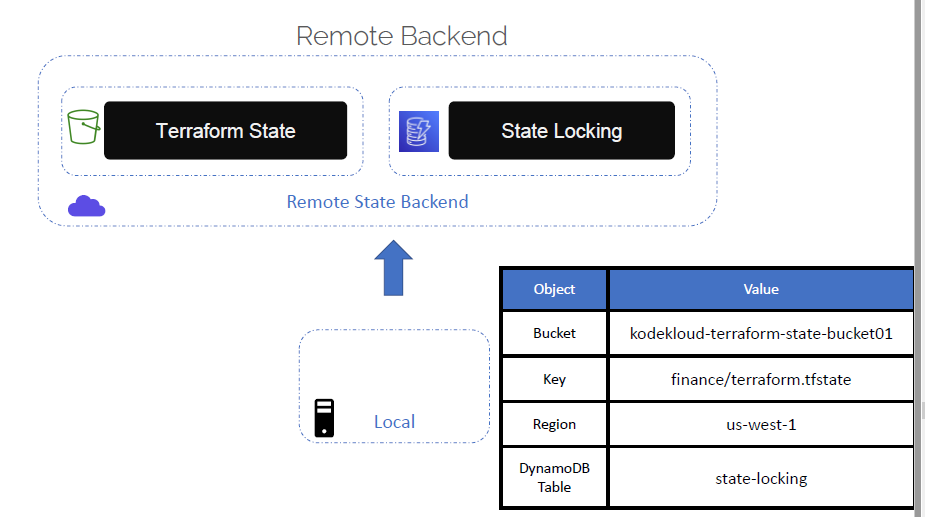 Remote Backend
Terraform State
State Locking
Remote State Backend
Local
Object Value
Bucket kodekloud-terraform-state-bucket01
Key finance/terraform.tfstate
Region us-west-1
DynamoDB
Table
state-locking